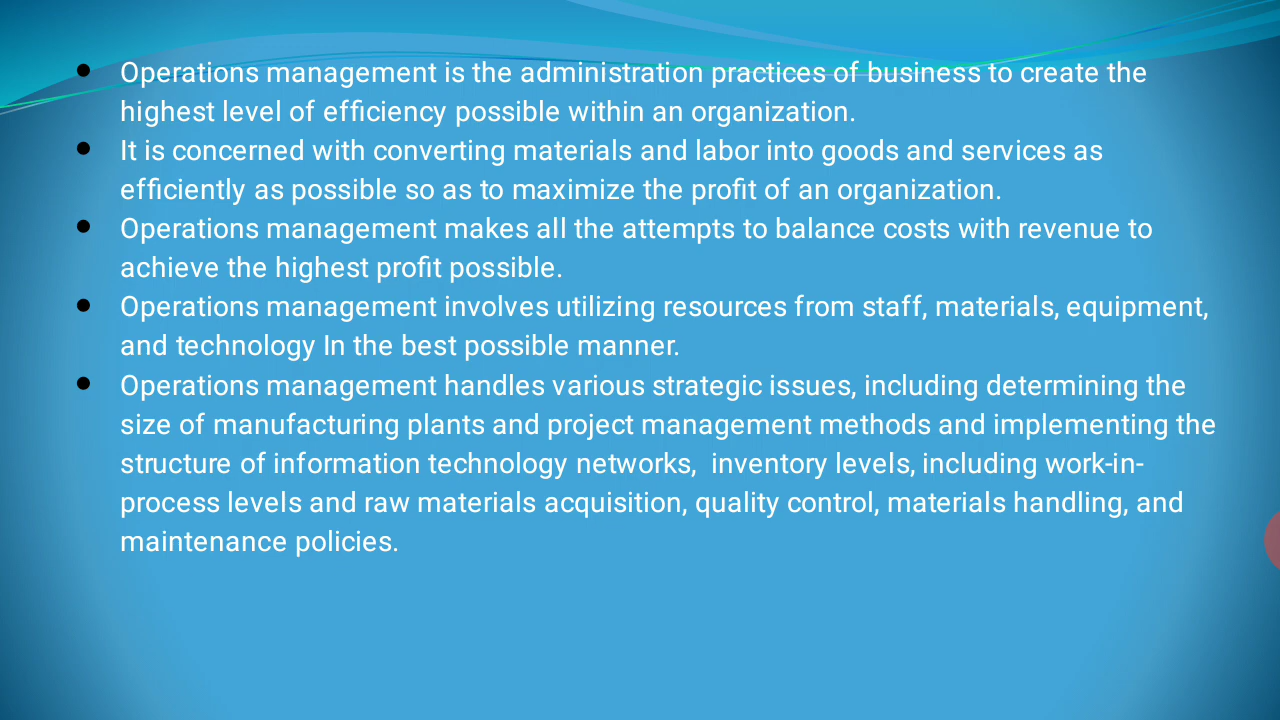 • Operations management is the administration practices of business to create the
highest level of efficiency possible within an organization.
• It is concerned with converting materials and labor into goods and services as
efficiently as possible so as to maximize the profit of an organization.
• Operations management makes all the attempts to balance costs with revenue to
achieve the highest profit possible.
• Operations management involves utilizing resources from staff, materials, equipment,
and technology In the best possible manner.
• Operations management handles various strategic issues, including determining the
size of manufacturing plants and project management methods and implementing the
structure of information technology networks,  inventory levels, including work-in-
process levels and raw materials acquisition, quality control, materials handling, and
maintenance policies.